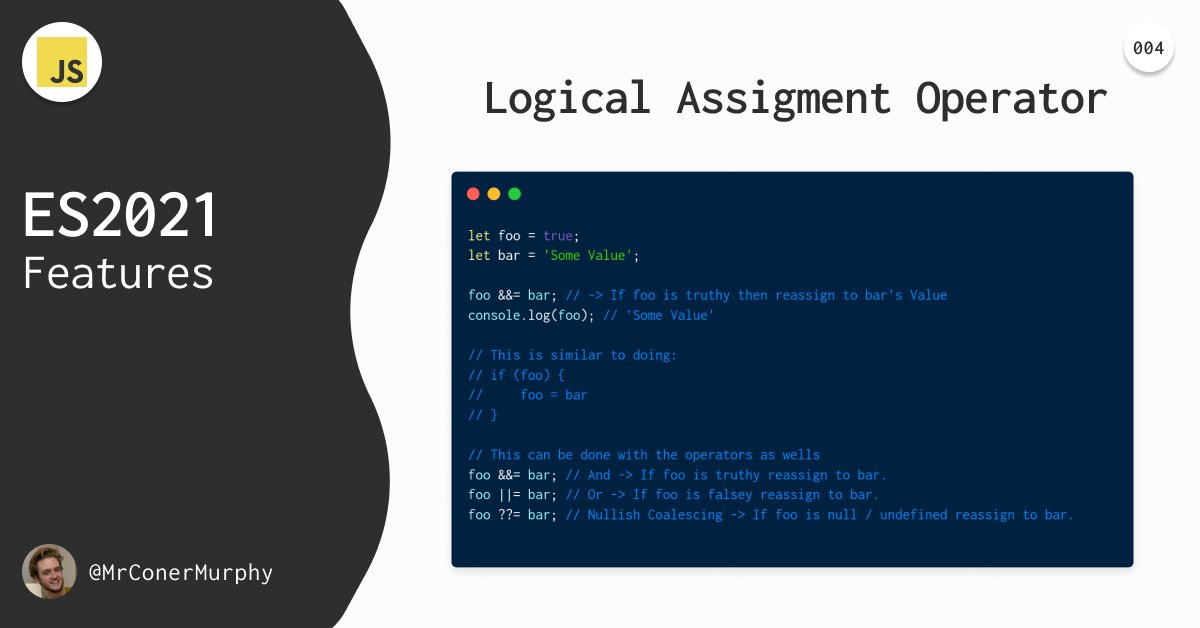 JS
004
Logical Assigment Operator
ES2021
Features
let foo = true;
let bar = 'Some Value';
foo &&= bar; // -> If foo is truthy then reassign to bar's Value
console.log(foo); // 'Some Value'
// This is similar to doing:
// if (foo) {
//     foo = bar
// }
// This can be done with the operators as wells
foo &&= bar; // And -> If foo is truthy reassign to bar.
foo ||= bar; // Or -> If foo is falsey reassign to bar.
foo ??= bar; // Nullish Coalescing -> If foo is null / undefined reassign to bar.
@MrConerMurphy